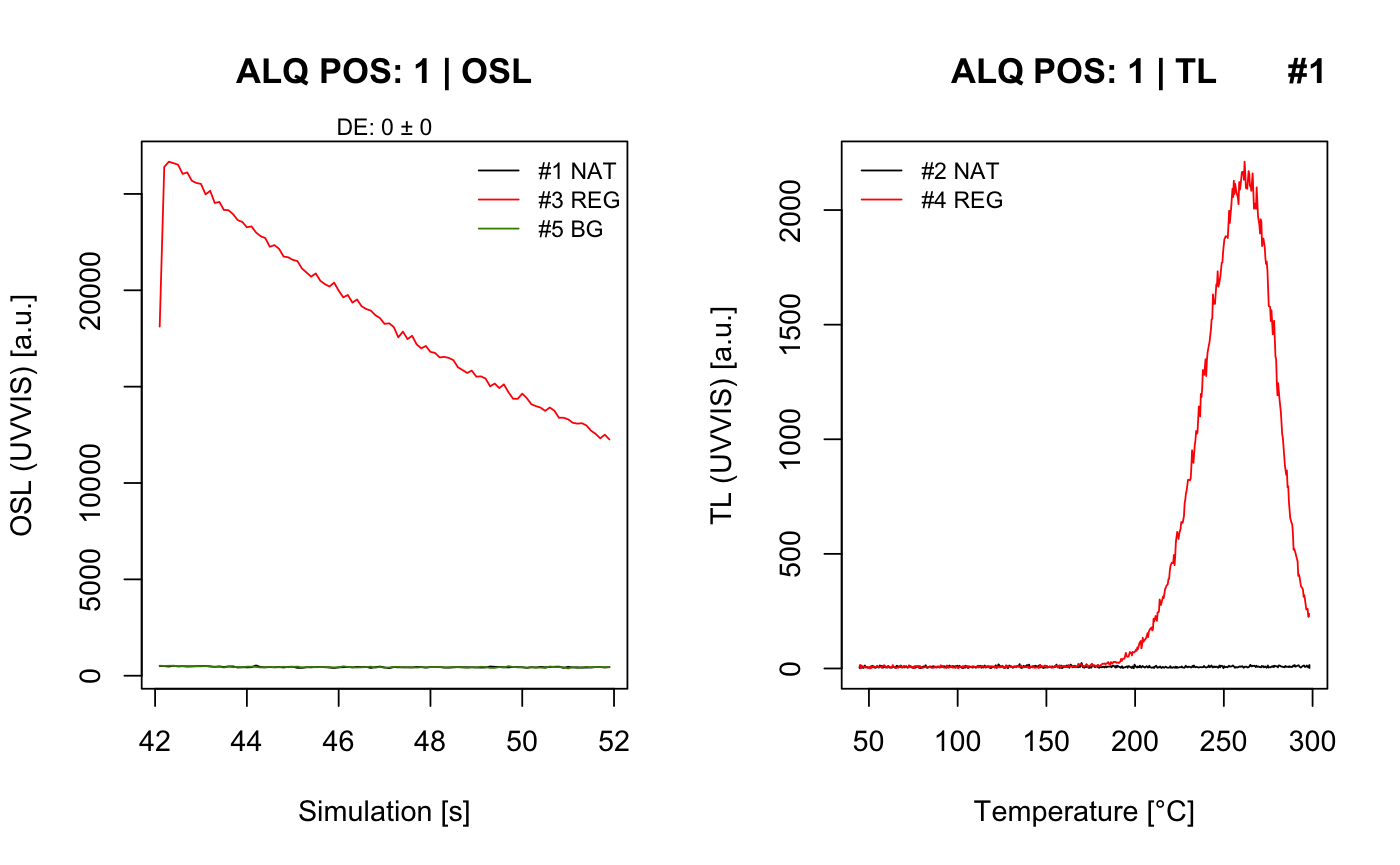 ALQ POS: 1 | OSL
DE: 0 ± 0
#1 NAT
#3 REG
#5 BG
OSL (UVVIS) [a.u.]
20000
10000
5000
0
42 44 46 48 50 52
Simulation [s]
ALQ POS: 1 | TL #1
#2 NAT
#4 REG
TL (UVVIS) [a.u.]
2000
1500
1000
500
0
50 100 150 200 250 300
Temperature [°C]